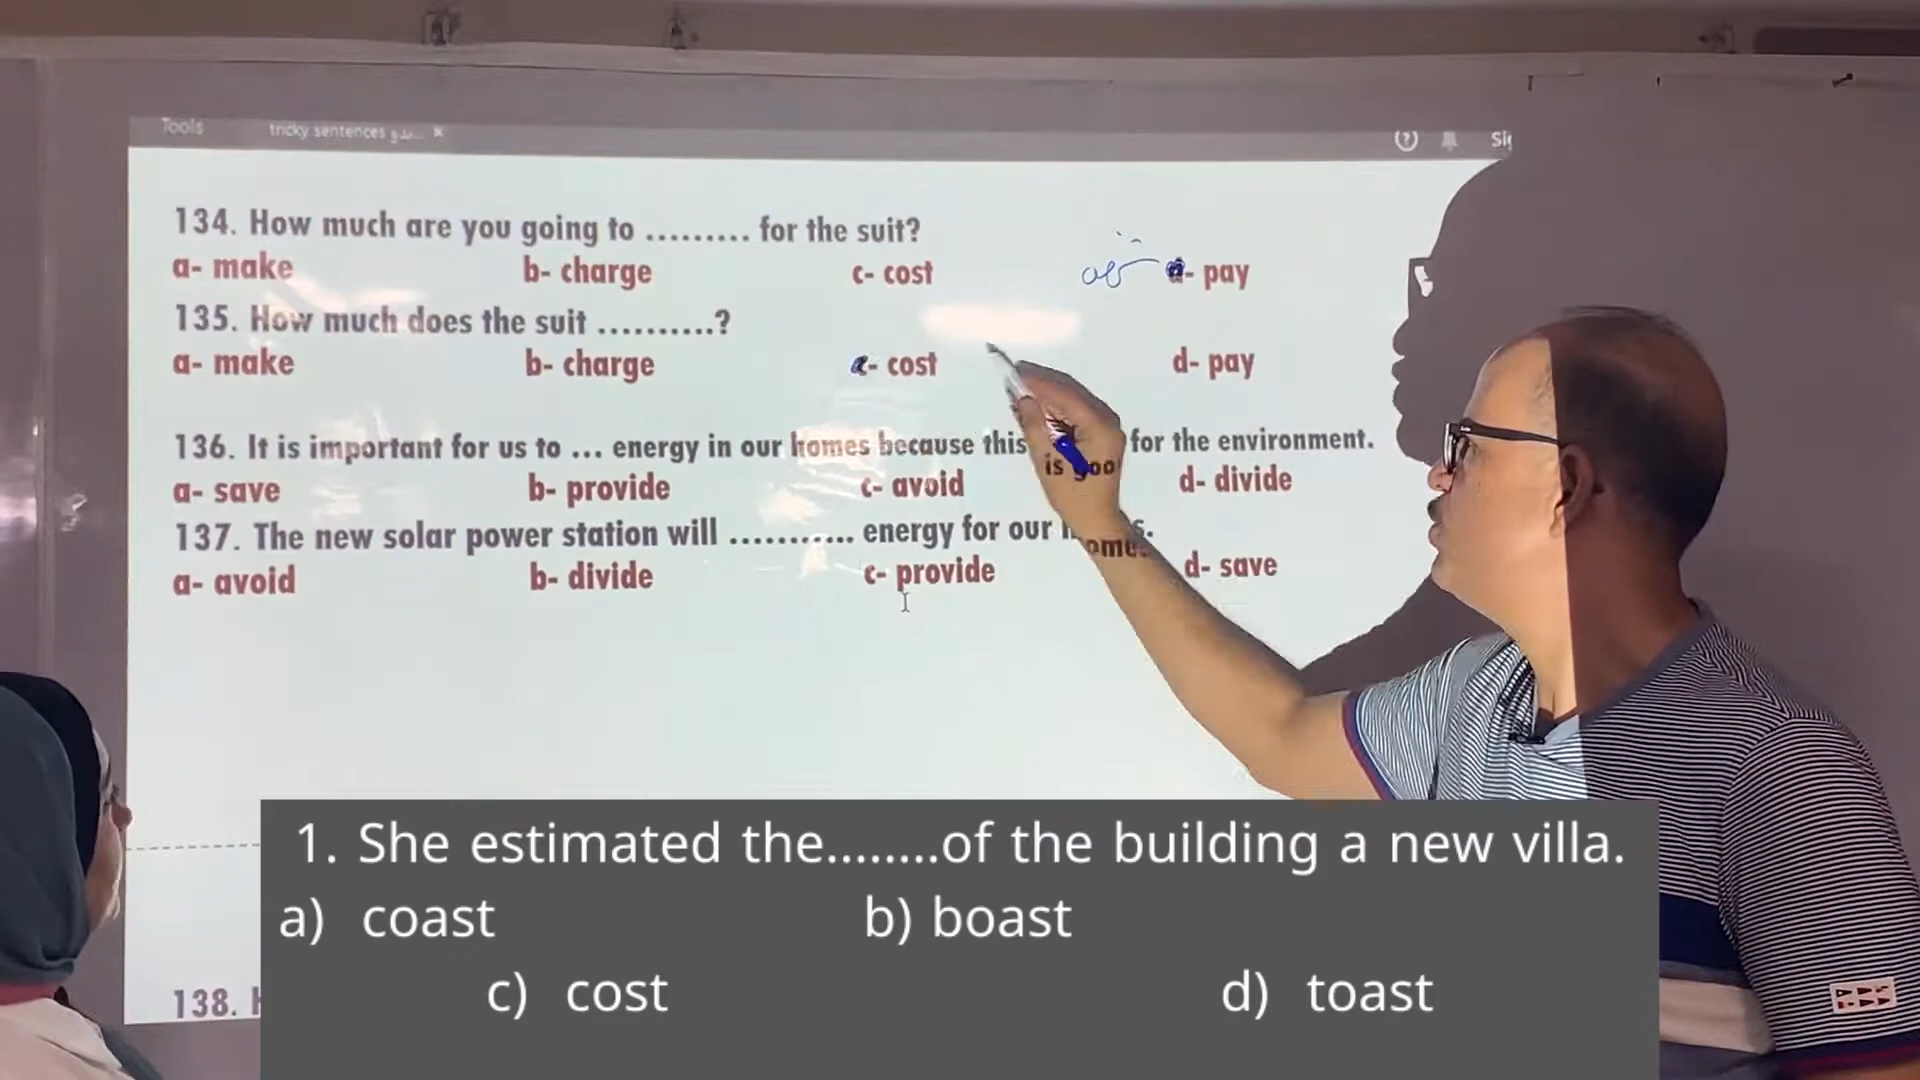 Tools tricky sentences
134. How much are you going to ......... for the suit?
a- make b- charge c- cost d- pay
135. How much does the suit ..........?
a- make b- charge c- cost d- pay
136. It is important for us to ... energy in our homes because this is goo for the environment.
a- save b- provide c- avoid d- divide
137. The new solar power station will ........... energy for our homes.
a- avoid b- divide c- provide d- save
138.
1. She estimated the........of the building a new villa.
a) coast b) boast
c) cost d) toast